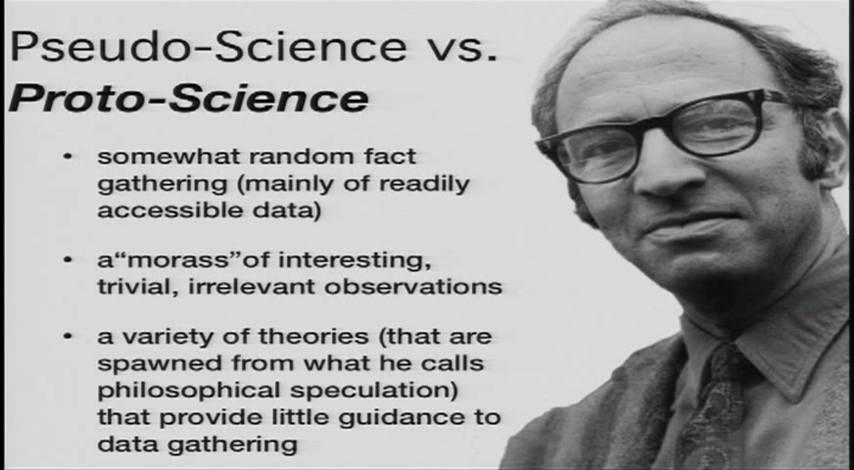 Pseudo-Science vs.
Proto-Science
• somewhat random fact
gathering (mainly of readily
accessible data)
• a“morass”of interesting,
trivial, irrelevant observations
• a variety of theories (that are
spawned from what he calls
philosophical speculation)
that provide little guidance to
data gathering